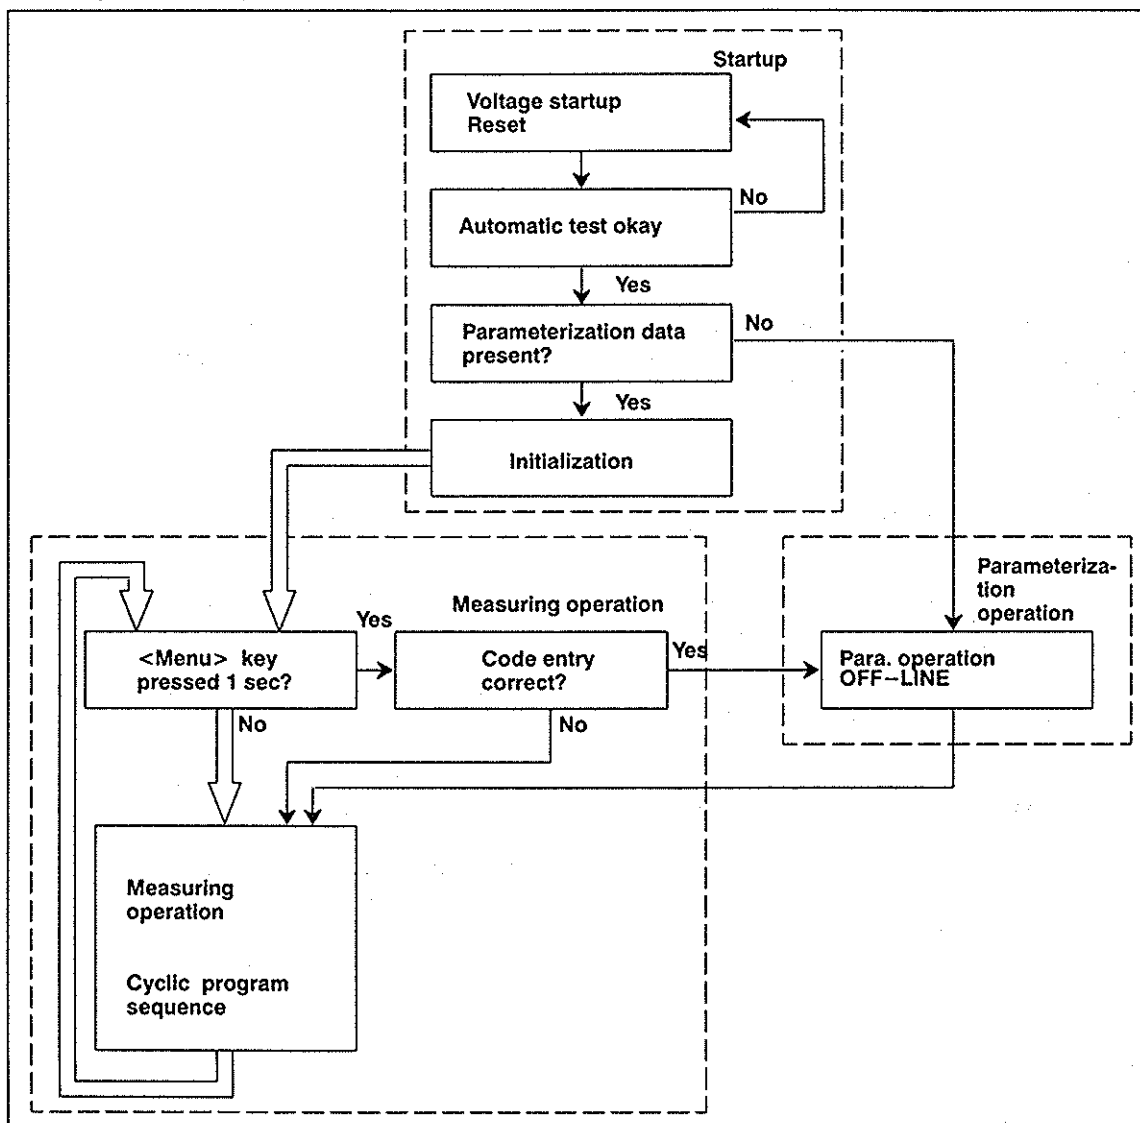 Startup
Voltage startup
Reset
No
Automatic test okay
Yes
Parameterization data
present?
No
Yes
Initialization
Parameteriza-
tion
operation
Measuring operation
Yes
<Menu> key
pressed 1 sec?
Code entry
correct?
Yes
Para. operation
OFF-LINE
No
No
Measuring
operation
Cyclic program
sequence